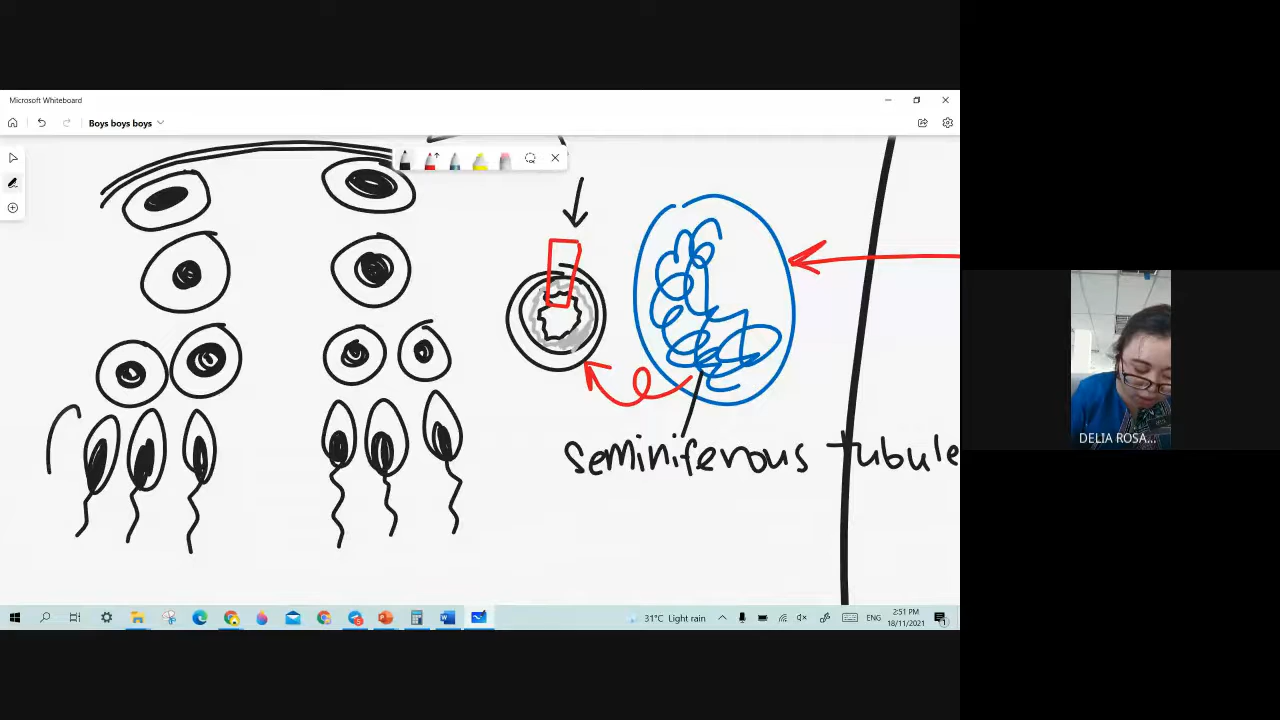 Microsoft Whiteboard
Boys boys boys
seminiferous tubule
DELIA ROSA...
31°C Light rain
ENG
2:51 PM
18/11/2021